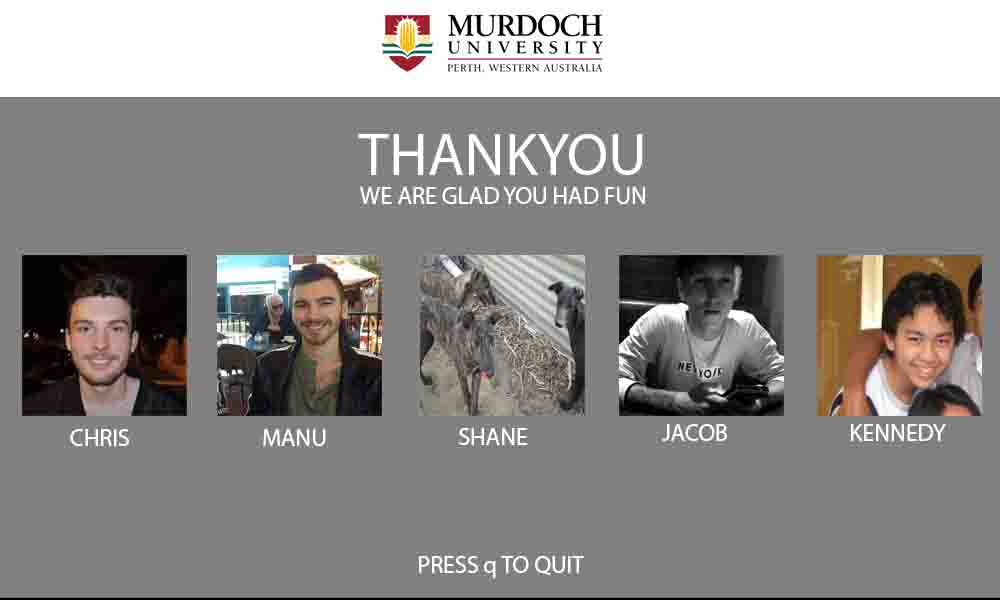 MURDOCH
UNIVERSITY
PERTH, WESTERN AUSTRALIA
THANKYOU
WE ARE GLAD YOU HAD FUN
CHRIS
MANU
SHANE
JACOB
KENNEDY
PRESS q TO QUIT